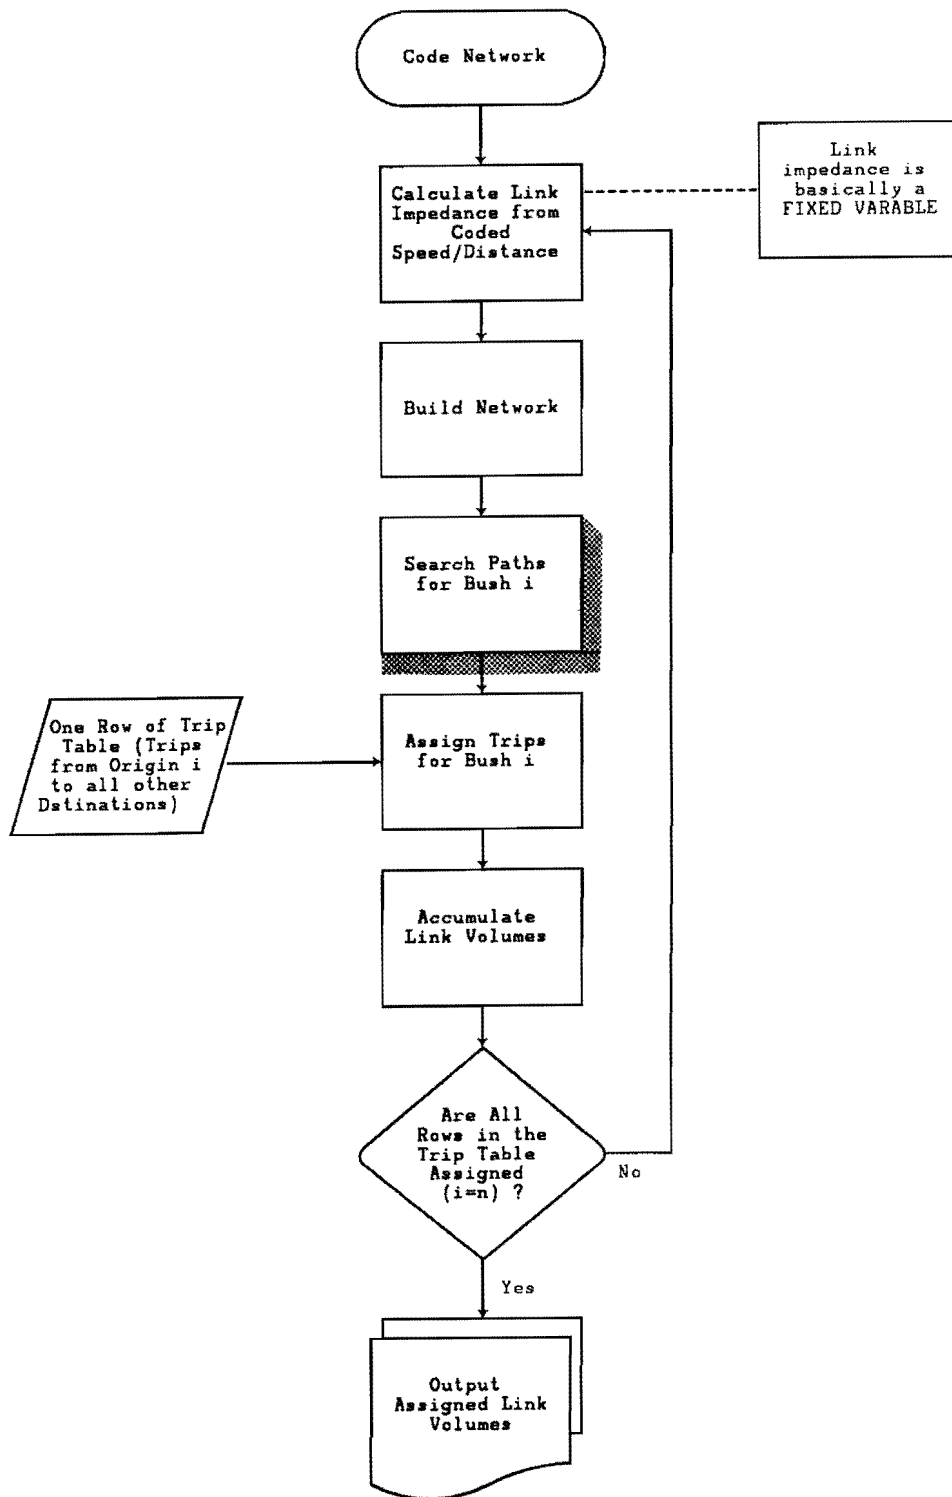 Code Network
Calculate Link
Impedance from
Coded
Speed/Distance
Link
impedance is
basically a
FIXED VARABLE
Build Network
Search Paths
for Bush i
One Row of Trip
Table (Trips
from Origin i
to all other
Dstinations)
Assign Trips
for Bush i
Accumulate
Link Volumes
Are All
Rows in the
Trip Table
Assigned
(i=n) ?
No
Yes
Output
Assigned Link
Volumes